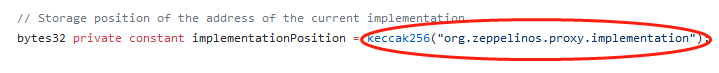 // Storage position of the address of the current implementation
bytes32 private constant implementationPosition = keccak256("org.zeppelinos.proxy.implementation");